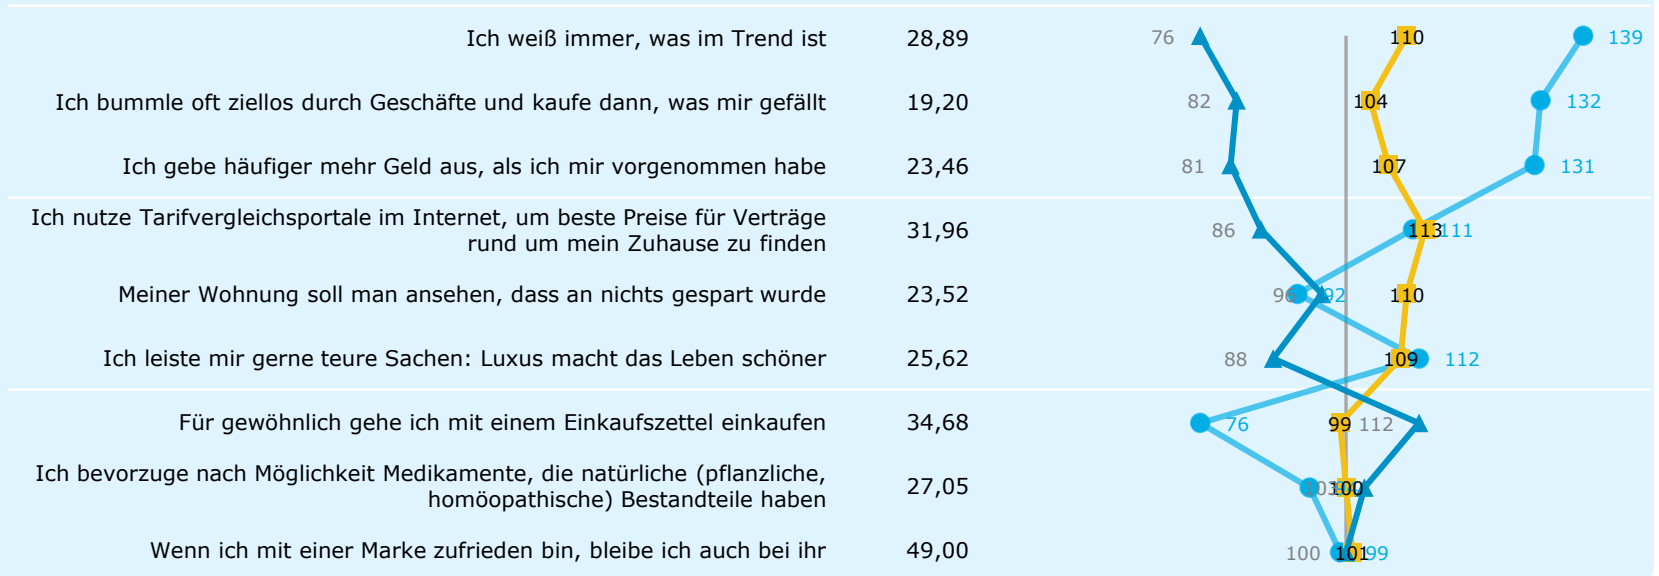 Ich weiß immer, was im Trend ist 28,89 76 110 139
Ich bummle oft ziellos durch Geschäfte und kaufe dann, was mir gefällt 19,20 82 104 132
Ich gebe häufiger mehr Geld aus, als ich mir vorgenommen habe 23,46 81 107 131
Ich nutze Tarifvergleichsportale im Internet, um beste Preise für Verträge
rund um mein Zuhause zu finden 31,96 86 113 111
Meiner Wohnung soll man ansehen, dass an nichts gespart wurde 23,52 96 92 110
Ich leiste mir gerne teure Sachen: Luxus macht das Leben schöner 25,62 88 109 112
Für gewöhnlich gehe ich mit einem Einkaufszettel einkaufen 34,68 76 99 112
Ich bevorzuge nach Möglichkeit Medikamente, die natürliche (pflanzliche,
homöopathische) Bestandteile haben 27,05 103 100
Wenn ich mit einer Marke zufrieden bin, bleibe ich auch bei ihr 49,00 100 101 99